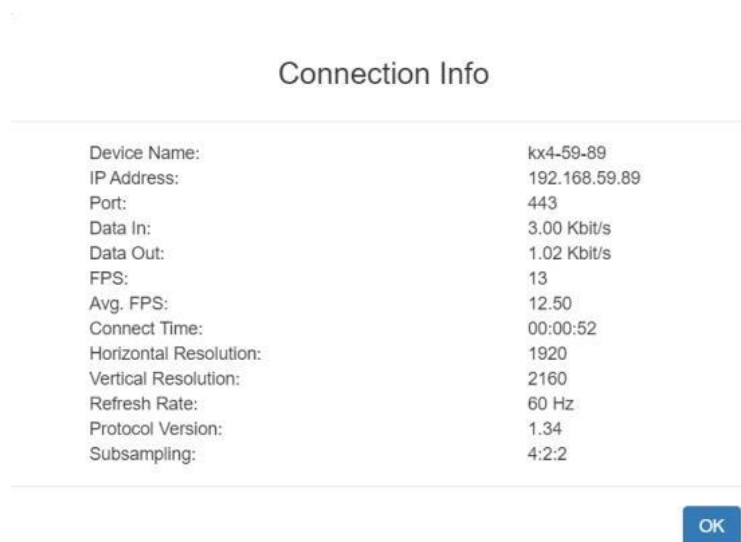 Connection Info
Device Name: kx4-59-89
IP Address: 192.168.59.89
Port: 443
Data In: 3.00 Kbit/s
Data Out: 1.02 Kbit/s
FPS: 13
Avg. FPS: 12.50
Connect Time: 00:00:52
Horizontal Resolution: 1920
Vertical Resolution: 2160
Refresh Rate: 60 Hz
Protocol Version: 1.34
Subsampling: 4:2:2
OK